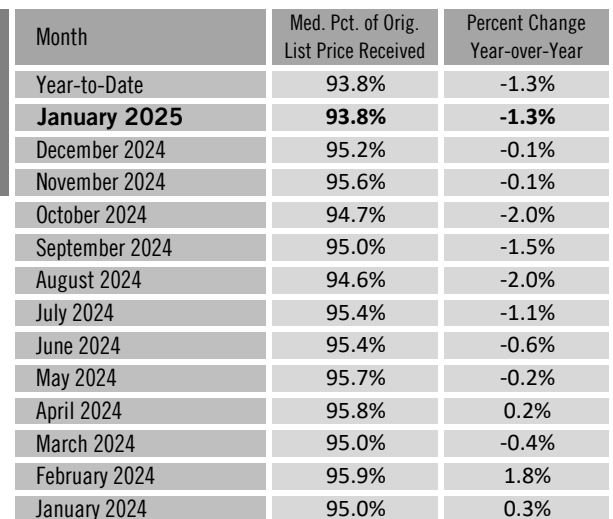 Month Med. Pct. of Orig. List Price Received Percent Change Year-over-Year
Year-to-Date 93.8% -1.3%
January 2025 93.8% -1.3%
December 2024 95.2% -0.1%
November 2024 95.6% -0.1%
October 2024 94.7% -2.0%
September 2024 95.0% -1.5%
August 2024 94.6% -2.0%
July 2024 95.4% -1.1%
June 2024 95.4% -0.6%
May 2024 95.7% -0.2%
April 2024 95.8% 0.2%
March 2024 95.0% -0.4%
February 2024 95.9% 1.8%
January 2024 95.0% 0.3%